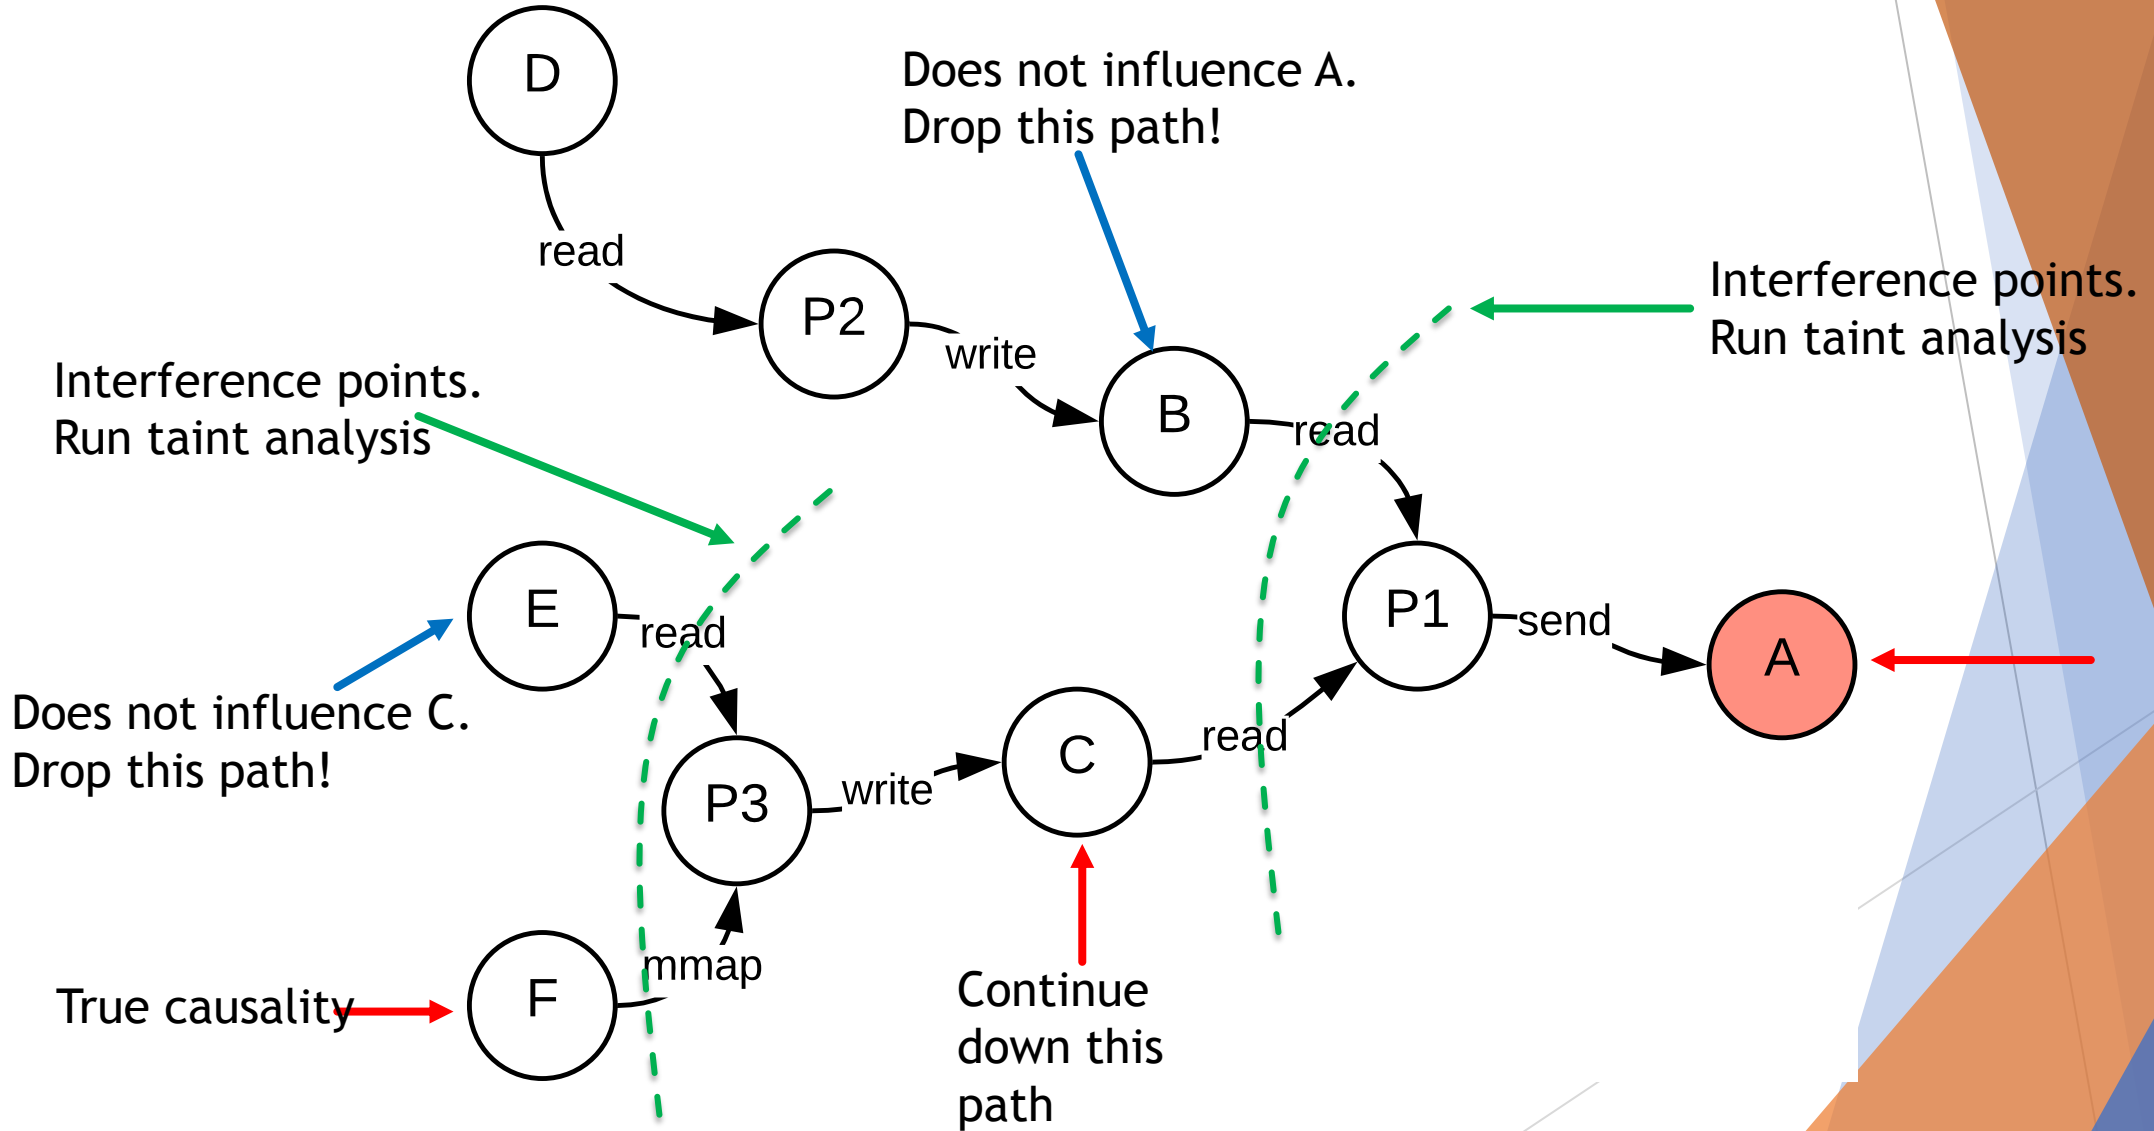 D
Does not influence A.
Drop this path!
read
P2
write
Interference points.
Run taint analysis
Interference points.
Run taint analysis
B
read
E
read
P1
send
A
Does not influence C.
Drop this path!
P3
write
C
read
mmap
True causality
F
Continue
down this
path